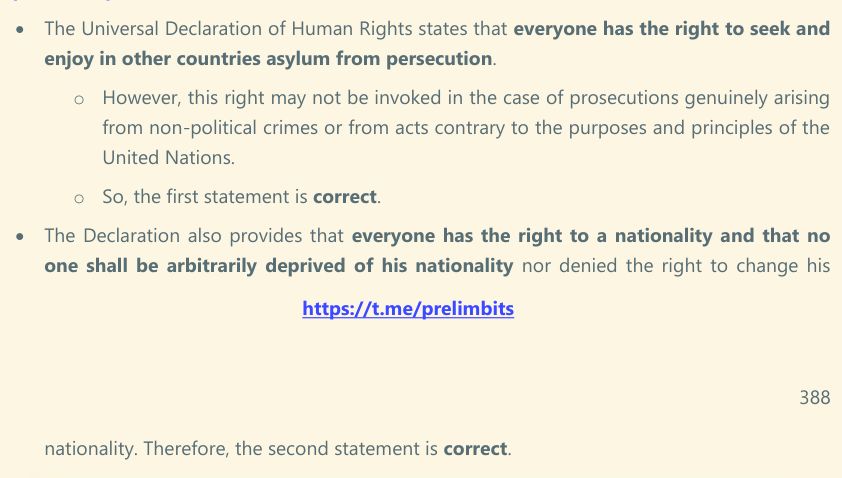 • The Universal Declaration of Human Rights states that everyone has the right to seek and
enjoy in other countries asylum from persecution.
o However, this right may not be invoked in the case of prosecutions genuinely arising
from non-political crimes or from acts contrary to the purposes and principles of the
United Nations.
o So, the first statement is correct.
• The Declaration also provides that everyone has the right to a nationality and that no
one shall be arbitrarily deprived of his nationality nor denied the right to change his
https://t.me/prelimbits
388
nationality. Therefore, the second statement is correct.